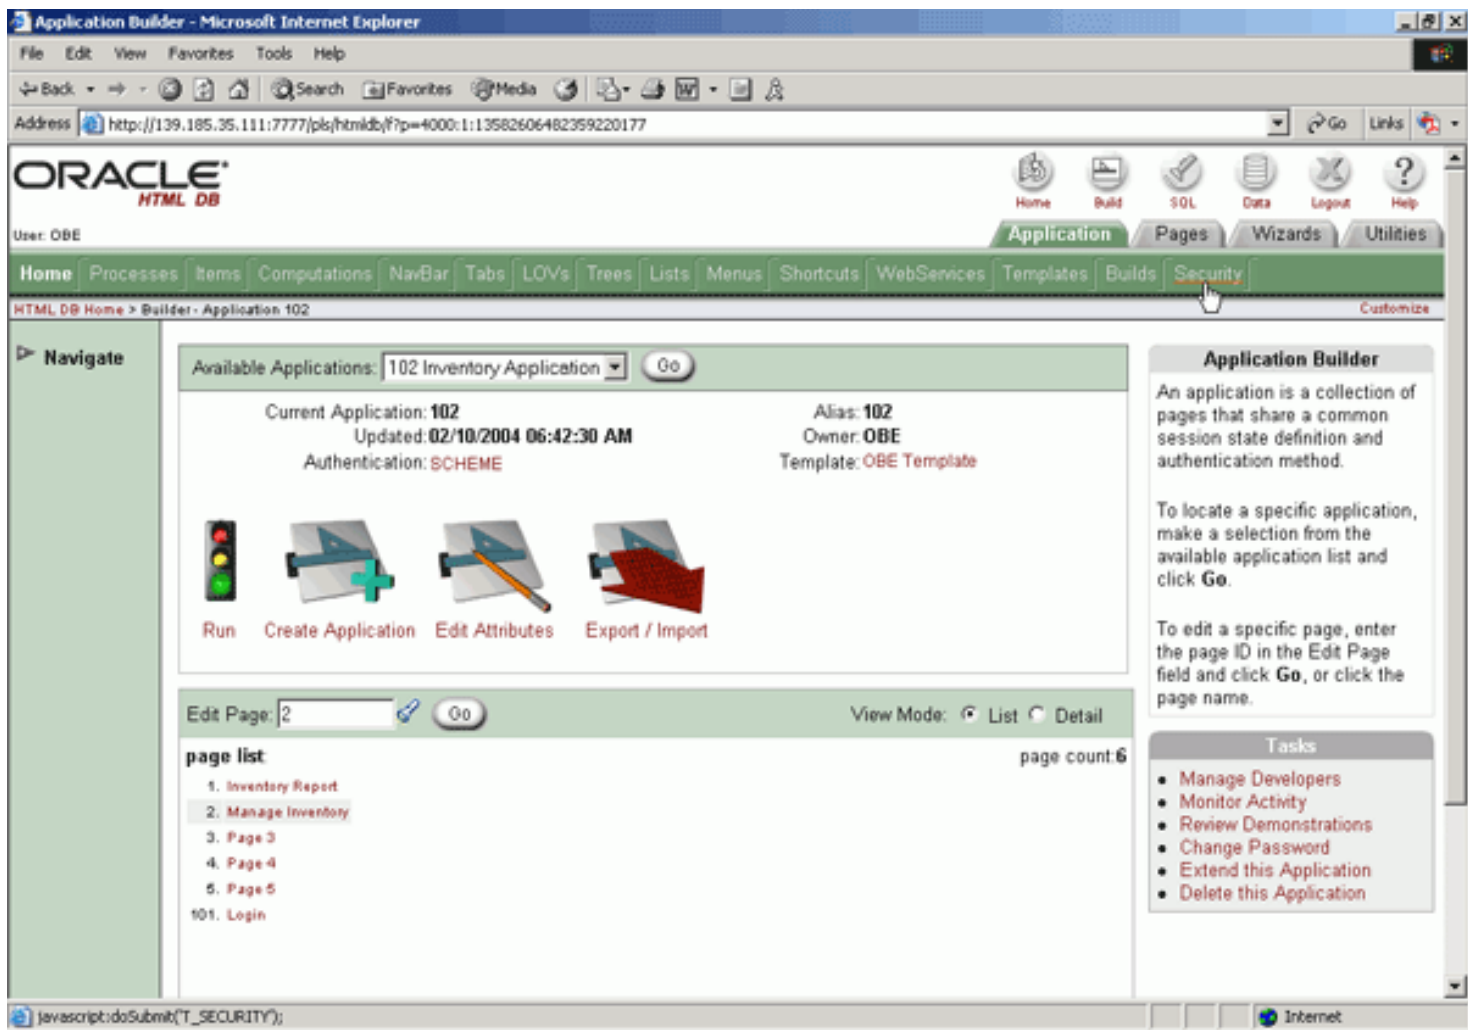 Application Builder - Microsoft Internet Explorer
File Edit View Favorites Tools Help
Back Search Favorites Media
Address http://139.185.35.111:7777/pls/htmldb/f?p=4000:1:13582606482359220177 Go Links
ORACLE
HTML DB
Home Build SQL Data Logout Help
User: OBE
Application Pages Wizards Utilities
Home Processes Items Computations NavBar Tabs LOVs Trees Lists Menus Shortcuts WebServices Templates Builds Security
HTML DB Home > Builder - Application 102 Customize
Navigate
Available Applications: 102 Inventory Application Go
Current Application: 102 Alias: 102
Updated: 02/10/2004 06:42:30 AM Owner: OBE
Authentication: SCHEME Template: OBE Template
Run Create Application Edit Attributes Export / Import
Edit Page: 2 Go View Mode: List Detail
page list page count:6
1. Inventory Report
2. Manage Inventory
3. Page 3
4. Page 4
5. Page 5
101. Login
Application Builder
An application is a collection of
pages that share a common
session state definition and
authentication method.
To locate a specific application,
make a selection from the
available application list and
click Go.
To edit a specific page, enter
the page ID in the Edit Page
field and click Go, or click the
page name.
Tasks
Manage Developers
Monitor Activity
Review Demonstrations
Change Password
Extend this Application
Delete this Application
javascript:doSubmit('T_SECURITY'); Internet